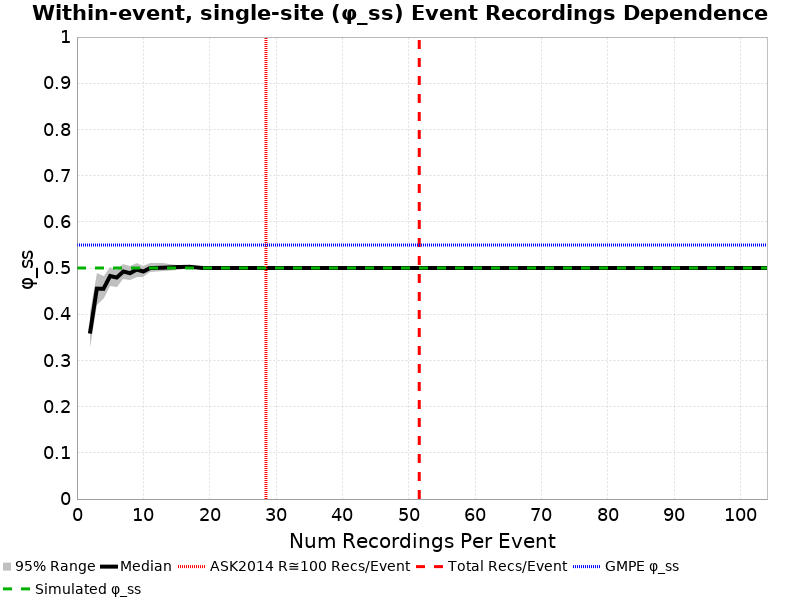 Within-event, single-site (φ_ss) Event Recordings Dependence
1
0.9
0.8
0.7
0.6
0.5
0.4
0.3
0.2
0.1
0
φ_ss
0 10 20 30 40 50 60 70 80 90 100
Num Recordings Per Event
95% Range Median ASK2014 R≅100 Recs/Event Total Recs/Event GMPE φ_ss
Simulated φ_ss